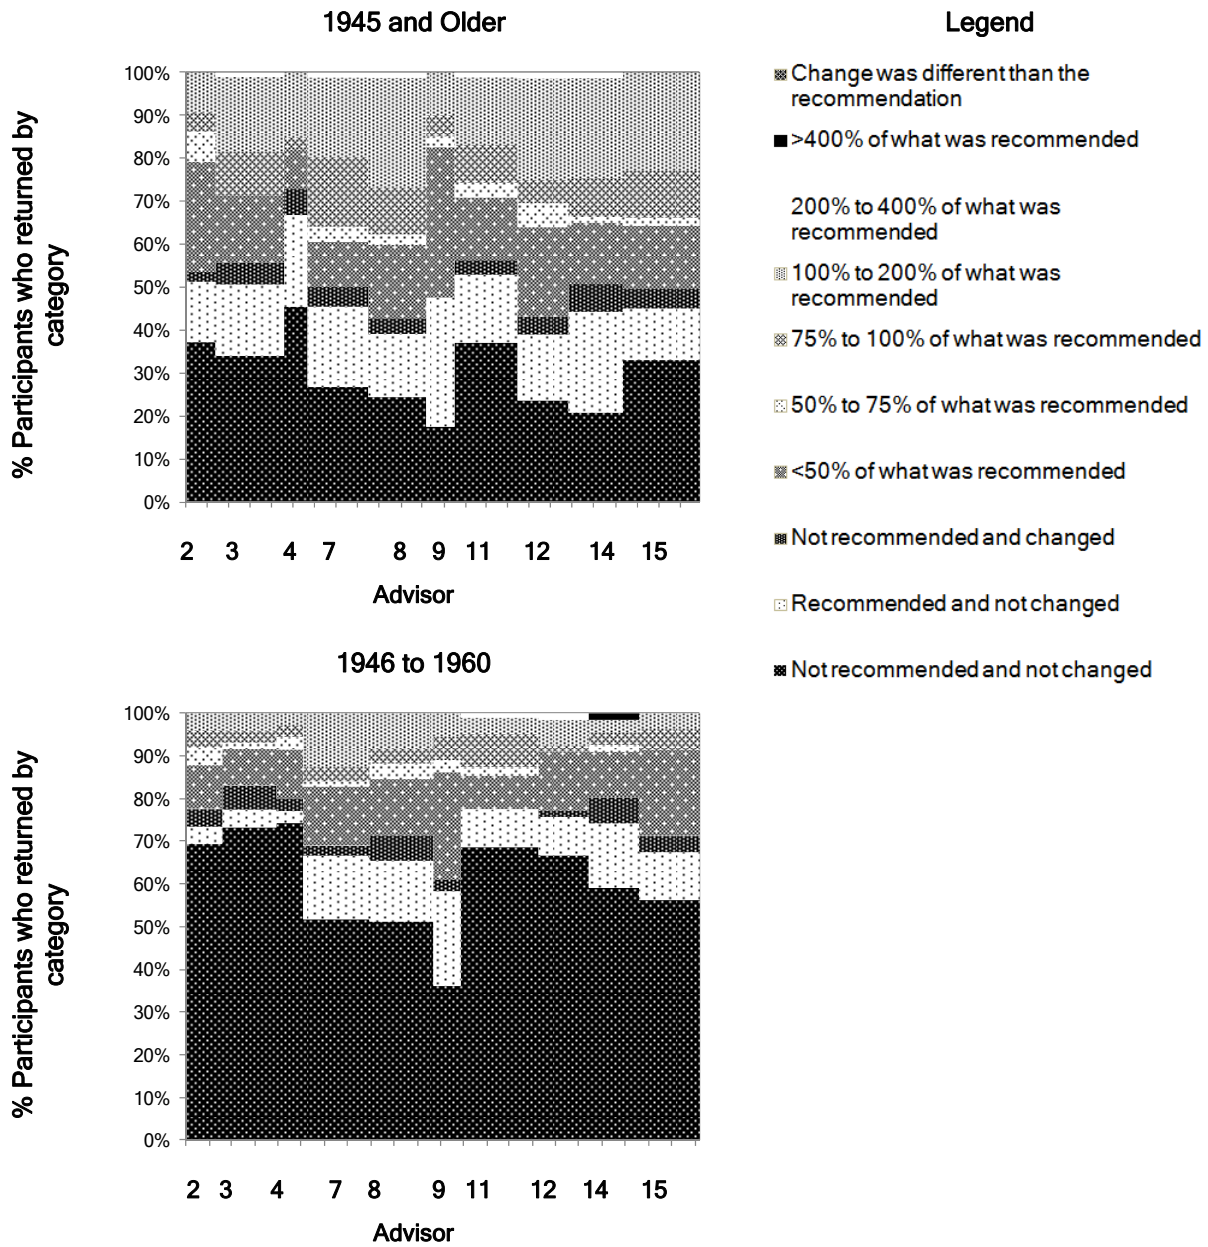 1945 and Older
Legend
100%
90%
80%
70%
60%
50%
40%
30%
20%
10%
0%
% Participants who returned by
category
2 3 4 7 8 9 11 12 14 15
Advisor
Change was different than the
recommendation
>400% of what was recommended
200% to 400% of what was
recommended
100% to 200% of what was
recommended
75% to 100% of what was recommended
50% to 75% of what was recommended
<50% of what was recommended
Not recommended and changed
Recommended and not changed
Not recommended and not changed
1946 to 1960
100%
90%
80%
70%
60%
50%
40%
30%
20%
10%
0%
% Participants who returned by
category
2 3 4 7 8 9 11 12 14 15
Advisor